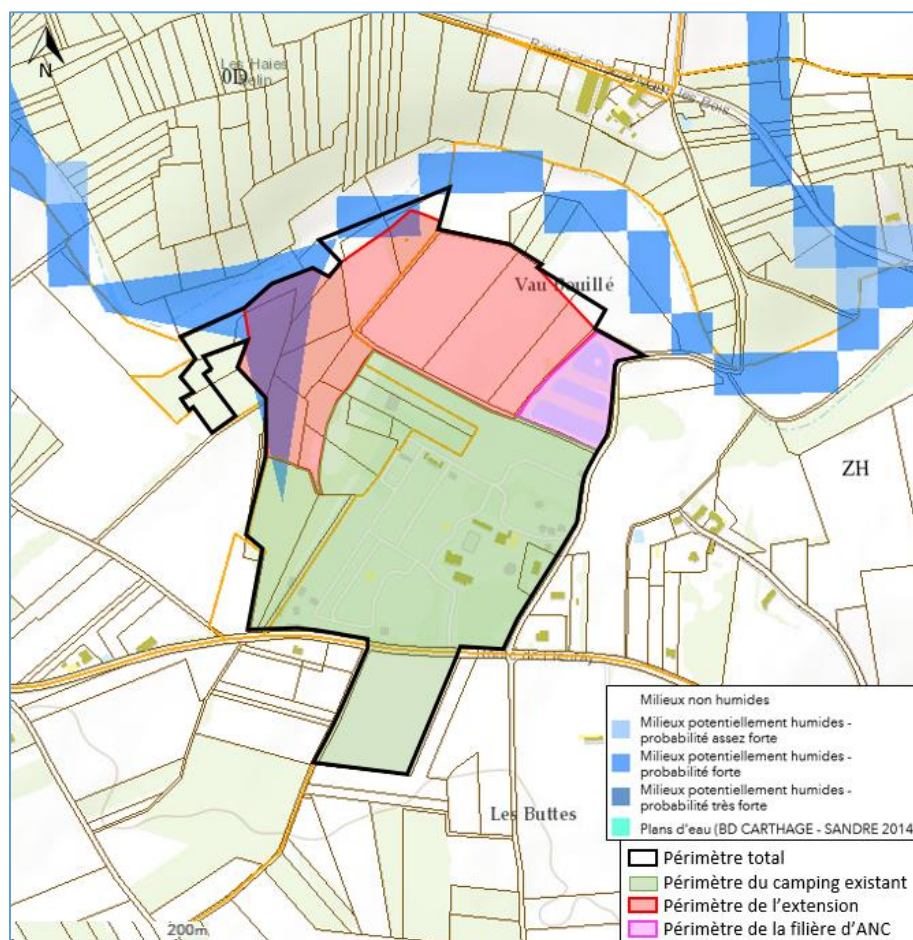 Les Haies
Belin
0D
N
Vau Bouillé
ZH
Les Buttes
200m
Milieux non humides
Milieux potentiellement humides -
probabilité assez forte
Milieux potentiellement humides -
probabilité forte
Milieux potentiellement humides -
probabilité très forte
Plans d'eau (BD CARTHAGE - SANDRE 2014
Périmètre total
Périmètre du camping existant
Périmètre de l'extension
Périmètre de la filière d'ANC